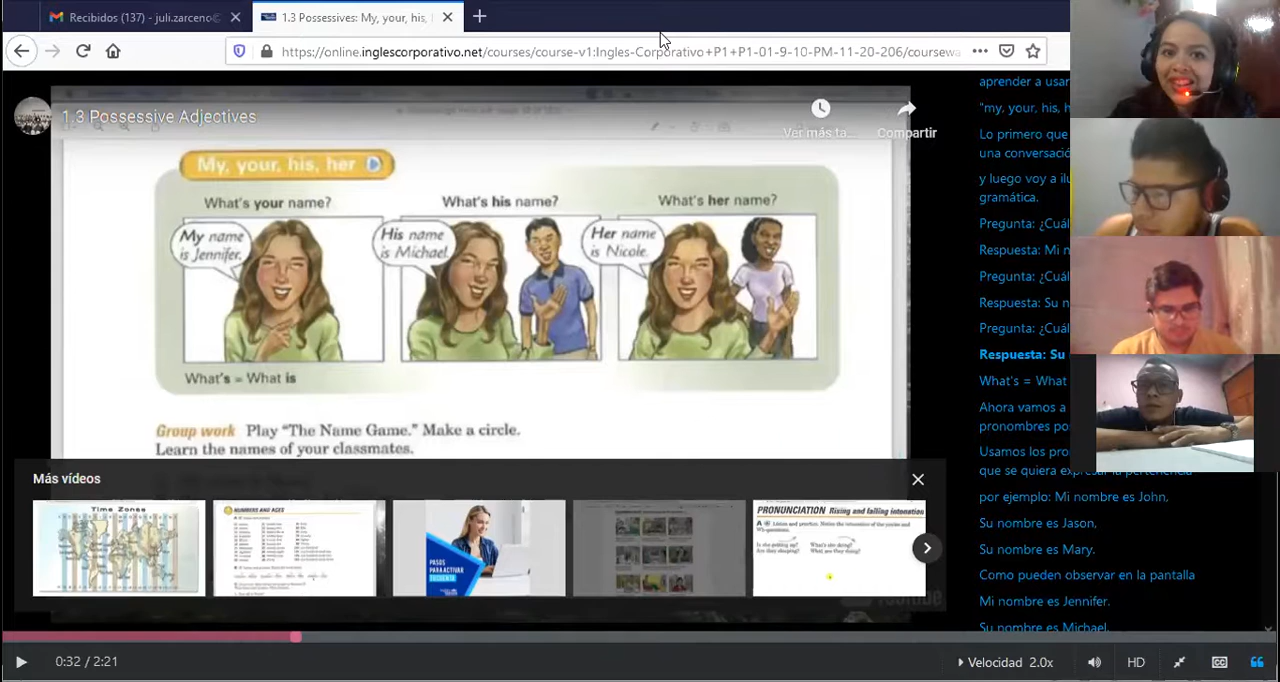 Recibidos (137) - juli.zarceno
1.3 Possessives: My, your, his,
https://online.inglescorporativo.net/courses/course-v1:Ingles-Corporativo+P1+P1-01-9-10-PM-11-20-206/coursewa
1.3 Possessive Adjectives
Ver más ta...
Compartir
My, your, his, her
What's your name?
What's his name?
What's her name?
My name
is Jennifer.
His name
is Michael.
Her name
is Nicole.
What's = What is
Group work Play “The Name Game.” Make a circle.
Learn the names of your classmates.
Más vídeos
Time Zones
NUMBERS AND AGES
PASOS
PARA ACTIVAR
PRONUNCIATION Rising and falling intonation
0:32 / 2:21
Velocidad 2.0x
HD
aprender a usar
"my, your, his, h
Lo primero que
una conversació
y luego voy a ilu
gramática.
Pregunta: ¿Cuál
Respuesta: Mi n
Pregunta: ¿Cuál
Respuesta: Su n
Pregunta: ¿Cuál
Respuesta: Su
What's = What
Ahora vamos a
pronombres po
Usamos los pro
que se quiera expresar la pertenencia
por ejemplo: Mi nombre es John,
Su nombre es Jason,
Su nombre es Mary.
Como pueden observar en la pantalla
Mi nombre es Jennifer.
Su nombre es Michael.